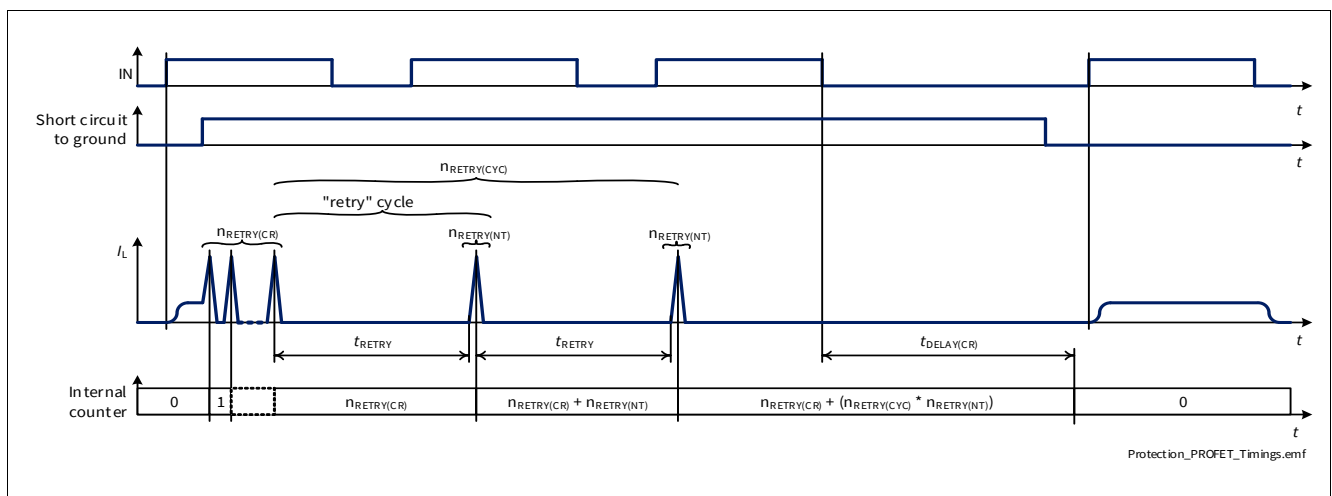 IN
t
Short circuit
to ground
t
nRETRY(CYC)
"retry" cycle
nRETRY(CR)
nRETRY(NT)
nRETRY(NT)
IL
t
tRETRY
tRETRY
tDELAY(CR)
Internal
counter
0
1
nRETRY(CR)
nRETRY(CR) + nRETRY(NT)
nRETRY(CR) + (nRETRY(CYC) * nRETRY(NT))
0
t
Protection_PROFET_Timings.emf